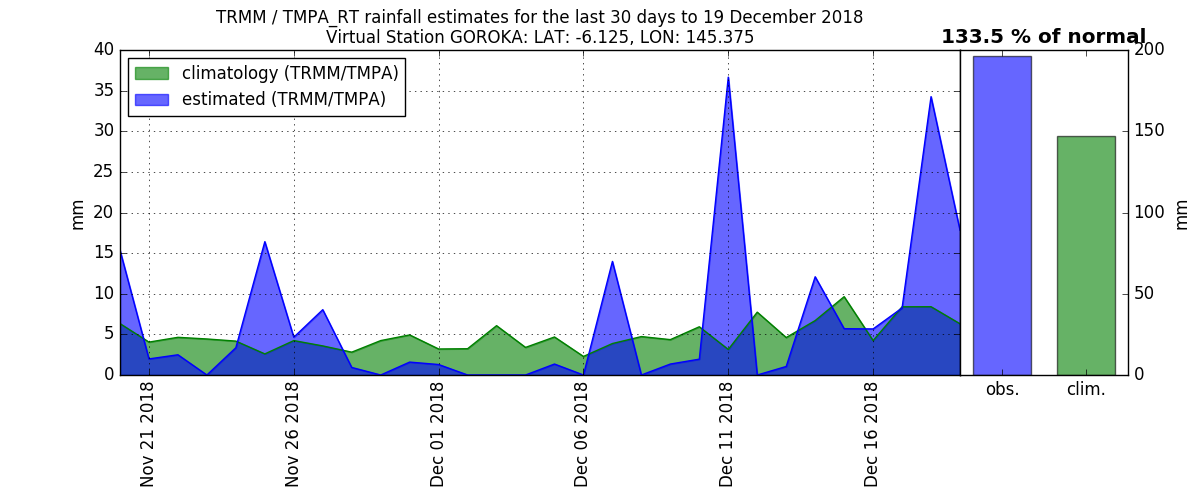 TRMM / TMPA_RT rainfall estimates for the last 30 days to 19 December 2018
Virtual Station GOROKA: LAT: -6.125, LON: 145.375
133.5 % of normal
climatology (TRMM/TMPA)
estimated (TRMM/TMPA)
40
35
30
25
20
15
10
5
0
mm
Nov 21 2018
Nov 26 2018
Dec 01 2018
Dec 06 2018
Dec 11 2018
Dec 16 2018
obs.
clim.
200
150
100
50
0
mm